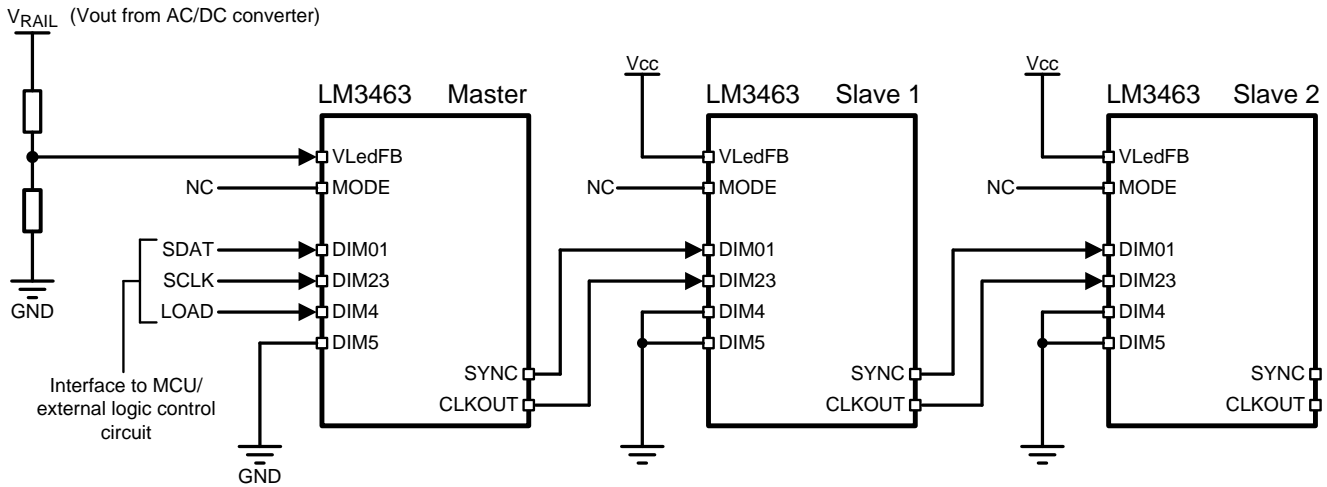 VRAIL (Vout from AC/DC converter)
GND
NC
SDAT
SCLK
LOAD
Interface to MCU/
external logic control
circuit
GND
LM3463 Master
VLedFB
MODE
DIM01
DIM23
DIM4
DIM5
SYNC
CLKOUT
Vcc
NC
LM3463 Slave 1
VLedFB
MODE
DIM01
DIM23
DIM4
DIM5
SYNC
CLKOUT
Vcc
NC
LM3463 Slave 2
VLedFB
MODE
DIM01
DIM23
DIM4
DIM5
SYNC
CLKOUT